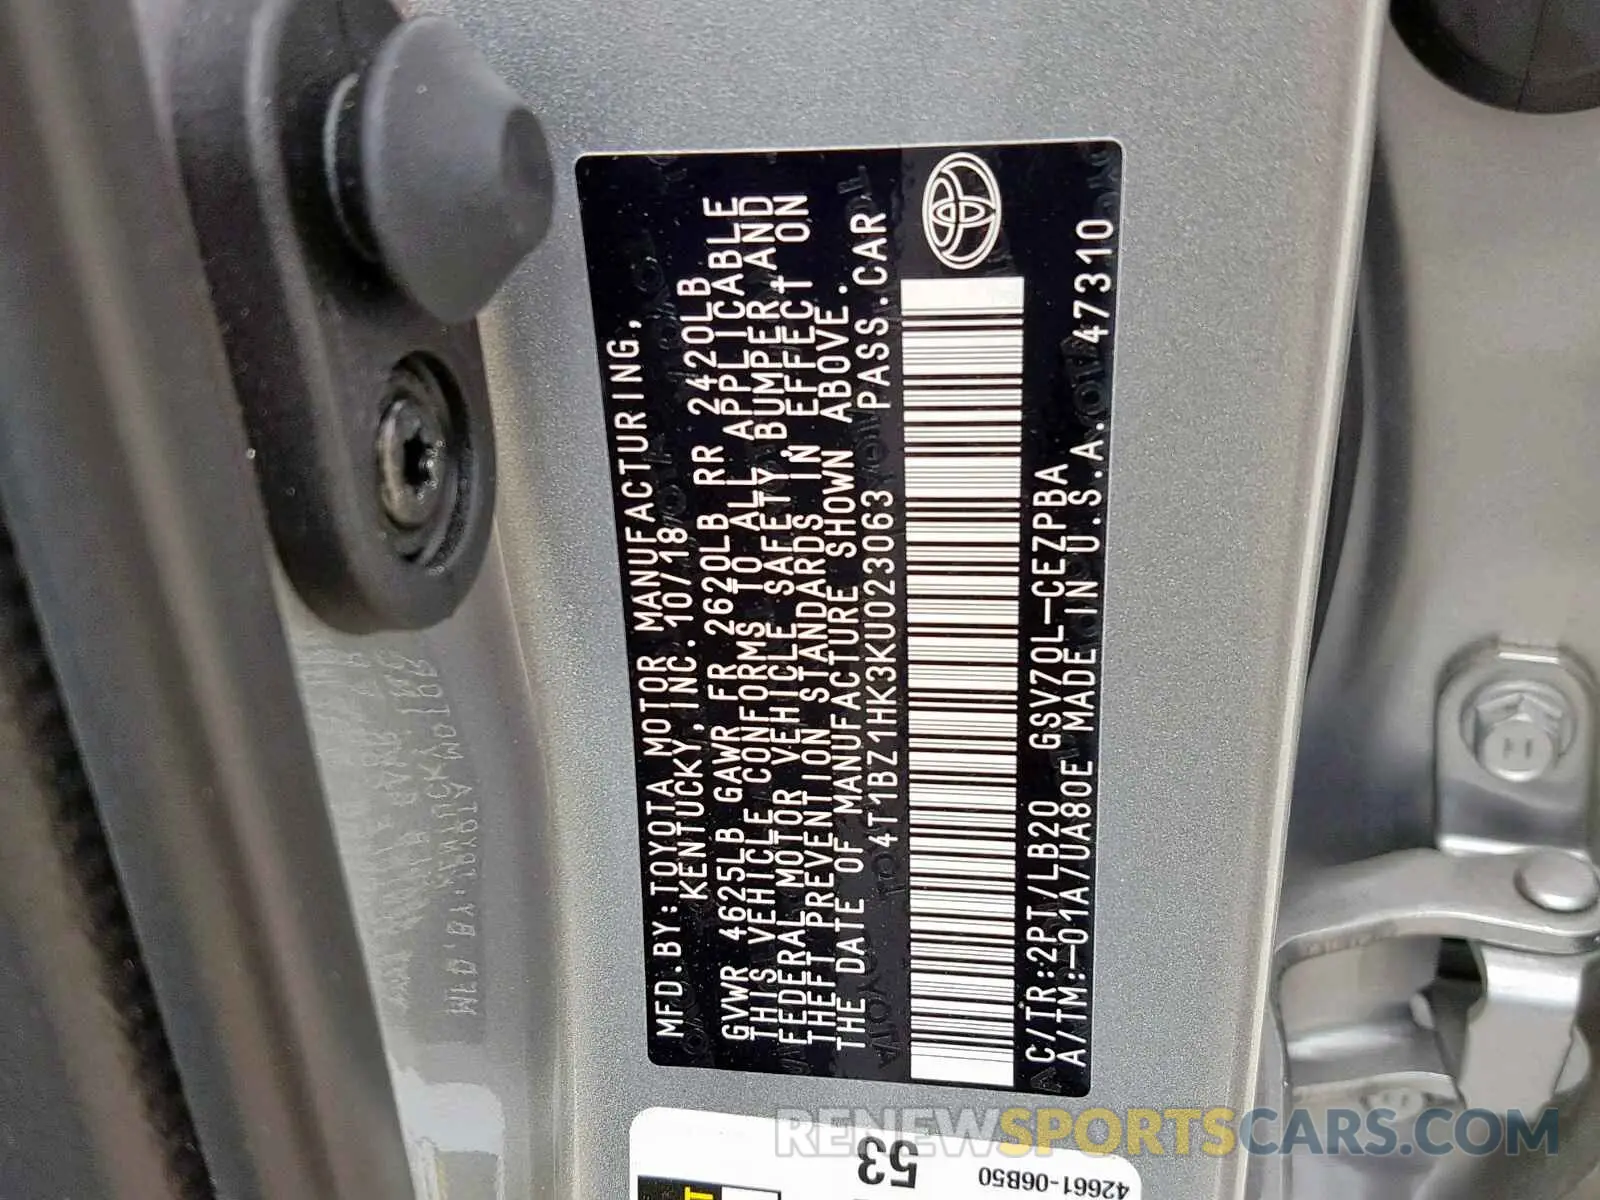 MFD.BY:TOYOTA MOTOR MANUFACTURING,
KENTUCKY,INC. 10/18
GVWR 4625LB GAWR FR 2620LB RR 2420LB
THIS VEHICLE CONFORMS TO ALL APPLICABLE
FEDERAL MOTOR VEHICLE SAFETY,BUMPER,AND
THEFT PREVENTION STANDARDS IN EFFECT ON
THE DATE OF MANUFACTURE SHOWN ABOVE.
4T1BZ1HK3KU023063 PASS.CAR
C/TR:2PT/LB20 GSV70L-CEZPBA
A/TM:-01A/UA80E MADE IN U.S.A. 47310
53
42661-06B50
RENEWSPORTSCARS.COM